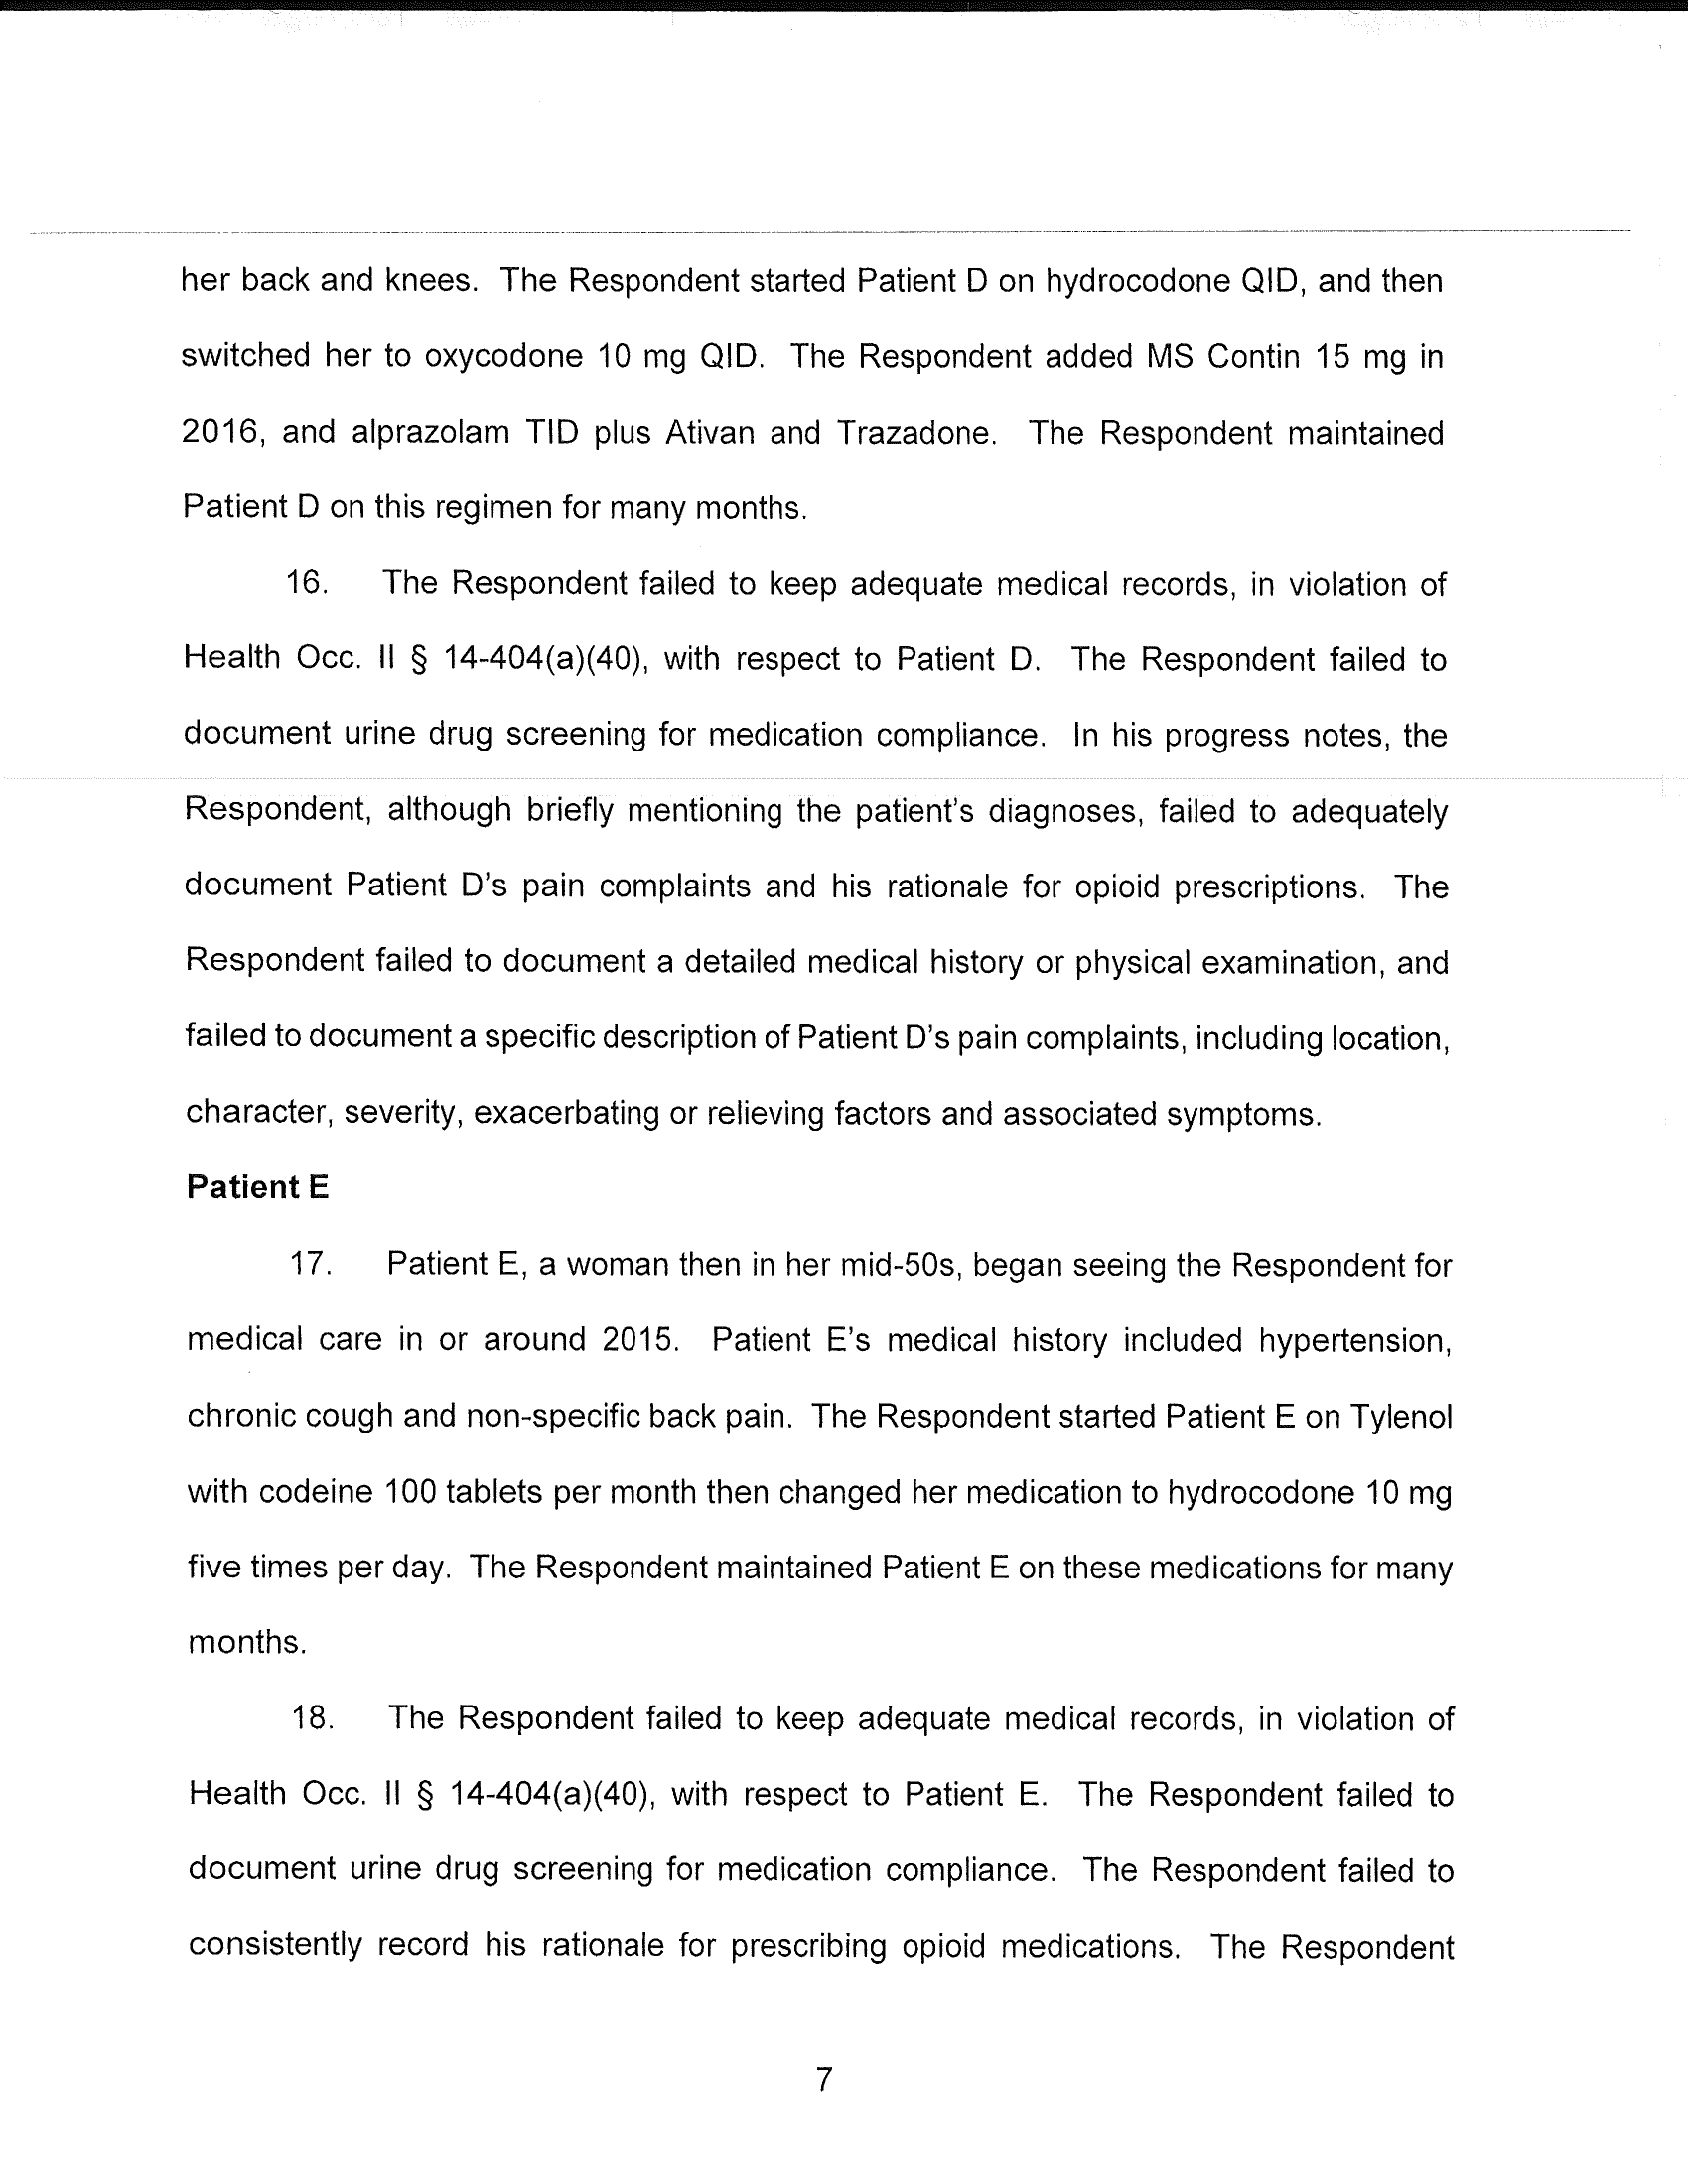 her back and knees. The Respondent started Patient D on hydrocodone QID, and then
switched her to oxycodone 10 mg QID. The Respondent added MS Contin 15 mg in
2016, and alprazolam TID plus Ativan and Trazadone. The Respondent maintained
Patient D on this regimen for many months.
16. The Respondent failed to keep adequate medical records, in violation of
Health Occ. II § 14-404(a)(40), with respect to Patient D. The Respondent failed to
document urine drug screening for medication compliance. In his progress notes, the
Respondent, although briefly mentioning the patient's diagnoses, failed to adequately
document Patient D's pain complaints and his rationale for opioid prescriptions. The
Respondent failed to document a detailed medical history or physical examination, and
failed to document a specific description of Patient D's pain complaints, including location,
character, severity, exacerbating or relieving factors and associated symptoms.
Patient E
17. Patient E, a woman then in her mid-50s, began seeing the Respondent for
medical care in or around 2015. Patient E's medical history included hypertension,
chronic cough and non-specific back pain. The Respondent started Patient E on Tylenol
with codeine 100 tablets per month then changed her medication to hydrocodone 10 mg
five times per day. The Respondent maintained Patient E on these medications for many
months.
18. The Respondent failed to keep adequate medical records, in violation of
Health Occ. II § 14-404(a)(40), with respect to Patient E. The Respondent failed to
document urine drug screening for medication compliance. The Respondent failed to
consistently record his rationale for prescribing opioid medications. The Respondent
7